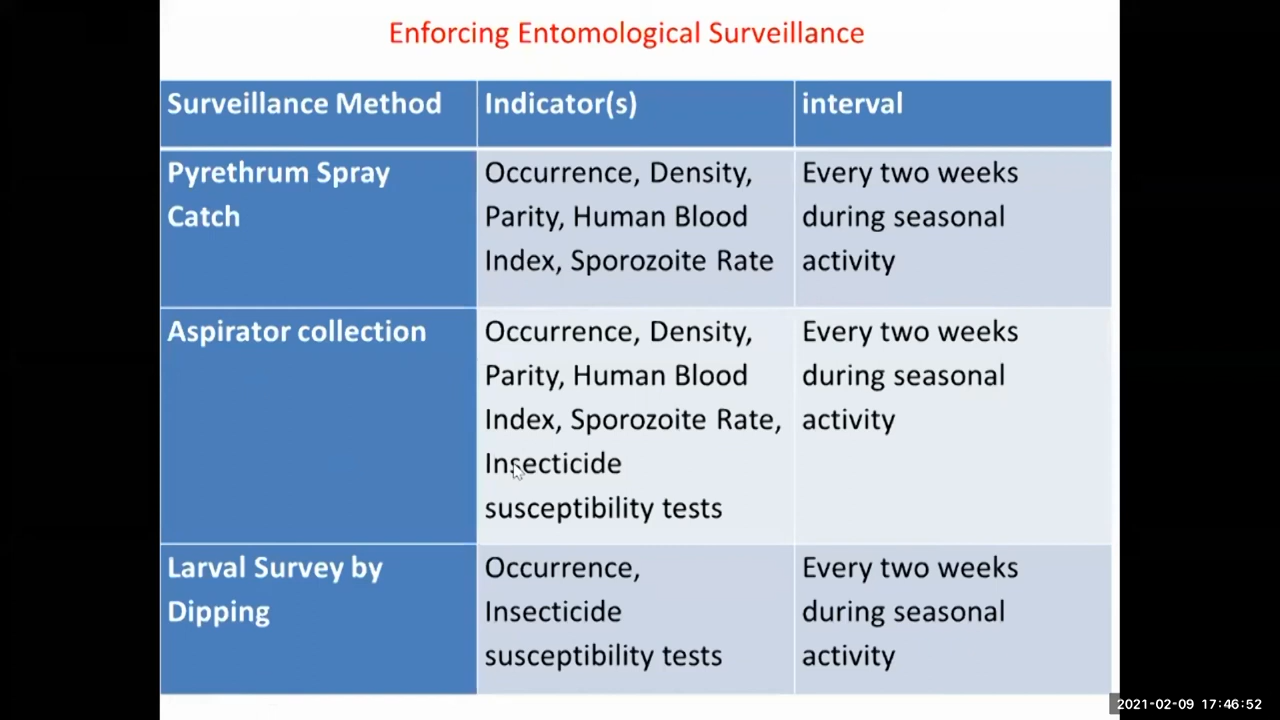 Enforcing Entomological Surveillance
Surveillance Method
Indicator(s)
interval
Pyrethrum Spray
Catch
Occurrence, Density,
Parity, Human Blood
Index, Sporozoite Rate
Every two weeks
during seasonal
activity
Aspirator collection
Occurrence, Density,
Parity, Human Blood
Index, Sporozoite Rate,
Insecticide
susceptibility tests
Every two weeks
during seasonal
activity
Larval Survey by
Dipping
Occurrence,
Insecticide
susceptibility tests
Every two weeks
during seasonal
activity
2021-02-09 17:46:52